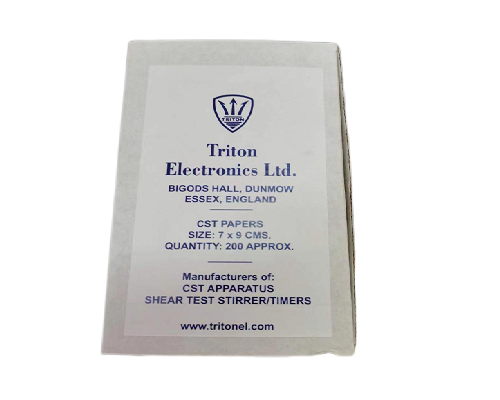 TRITON
Triton
Electronics Ltd.
BIGODS HALL, DUNMOW
ESSEX, ENGLAND
CST PAPERS
SIZE: 7 x 9 CMS.
QUANTITY: 200 APPROX.
Manufacturers of:
CST APPARATUS
SHEAR TEST STIRRER/TIMERS
www.tritonel.com